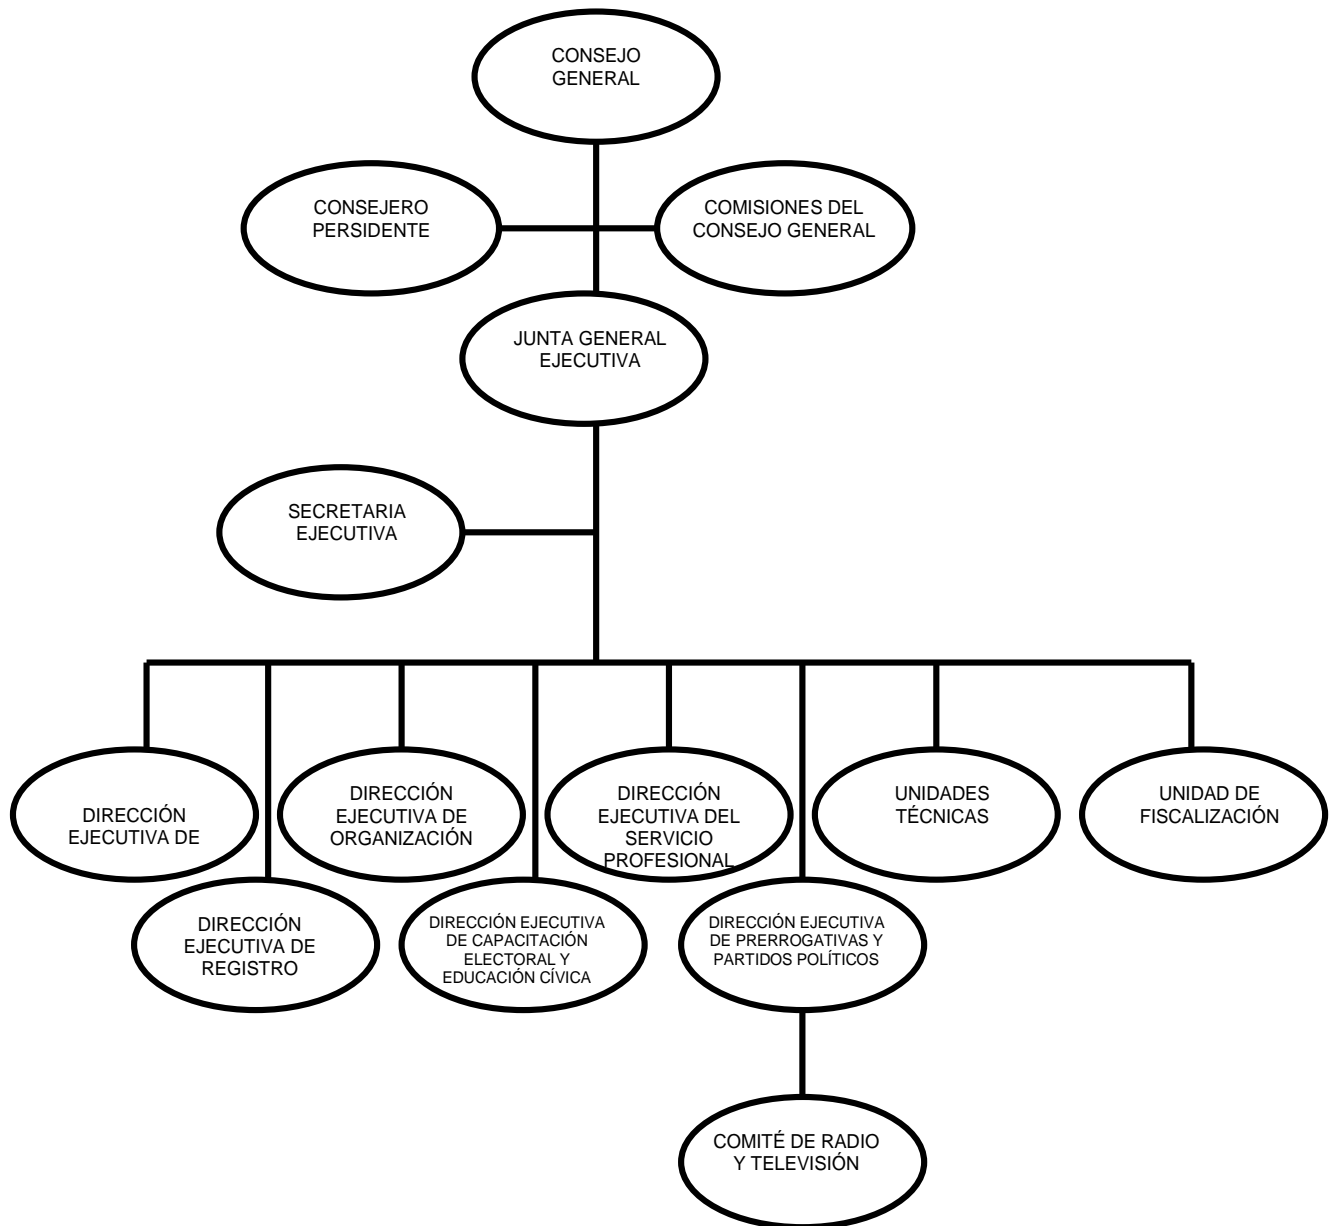 CONSEJO
GENERAL
CONSEJERO
PERSIDENTE
COMISIONES DEL
CONSEJO GENERAL
JUNTA GENERAL
EJECUTIVA
SECRETARIA
EJECUTIVA
DIRECCIÓN
EJECUTIVA DE
DIRECCIÓN
EJECUTIVA DE
ORGANIZACIÓN
DIRECCIÓN
EJECUTIVA DEL
SERVICIO
PROFESIONAL
UNIDADES
TÉCNICAS
UNIDAD DE
FISCALIZACIÓN
DIRECCIÓN
EJECUTIVA DE
REGISTRO
DIRECCIÓN EJECUTIVA
DE CAPACITACIÓN
ELECTORAL Y
EDUCACIÓN CÍVICA
DIRECCIÓN EJECUTIVA
DE PRERROGATIVAS Y
PARTIDOS POLÍTICOS
COMITÉ DE RADIO
Y TELEVISIÓN